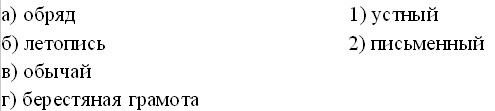 а) обряд 1) устный
б) летопись 2) письменный
в) обычай
г) берестяная грамота